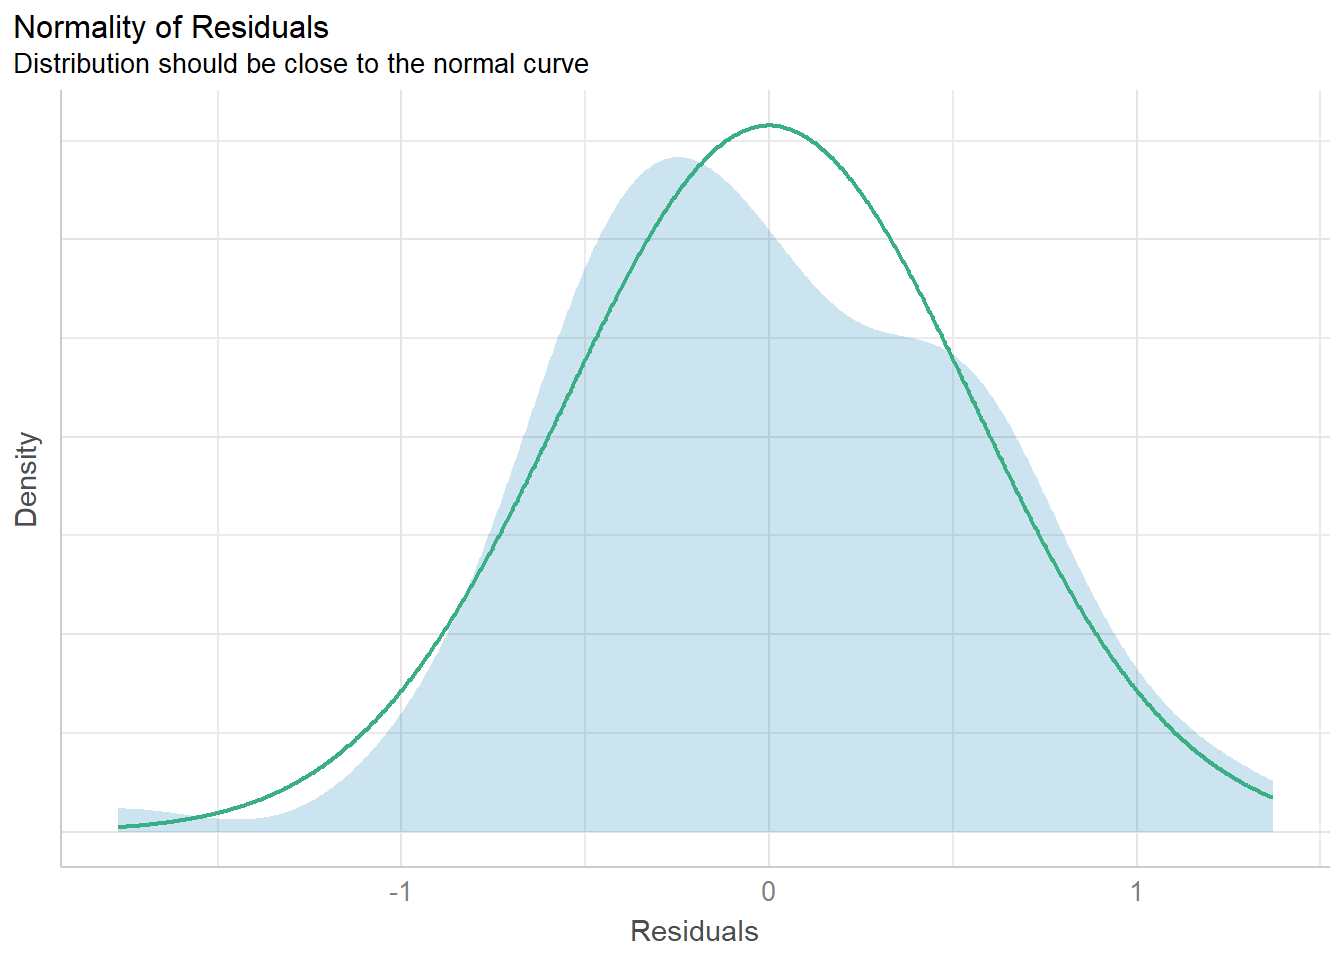 Normality of Residuals
Distribution should be close to the normal curve
Density
-1
0
1
Residuals